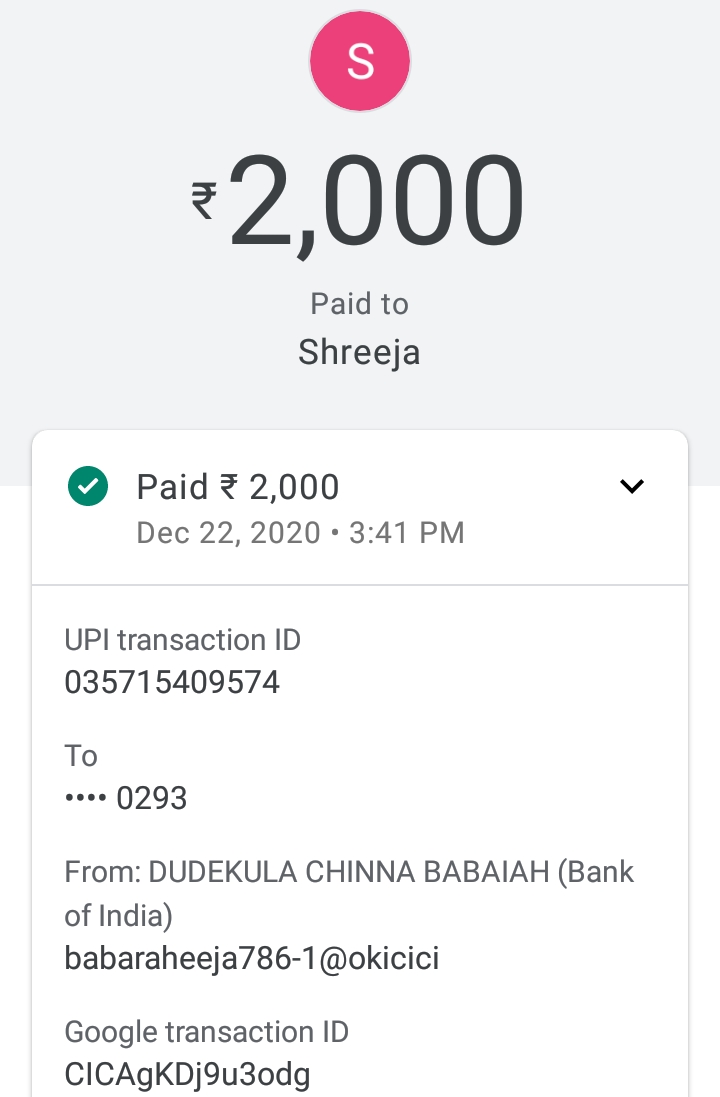 S
₹2,000
Paid to
Shreeja
Paid ₹ 2,000
Dec 22, 2020 • 3:41 PM
UPI transaction ID
035715409574
To
•••• 0293
From: DUDEKULA CHINNA BABAIAH (Bank
of India)
babaraheeja786-1@okicici
Google transaction ID
CICAgKDj9u3odg